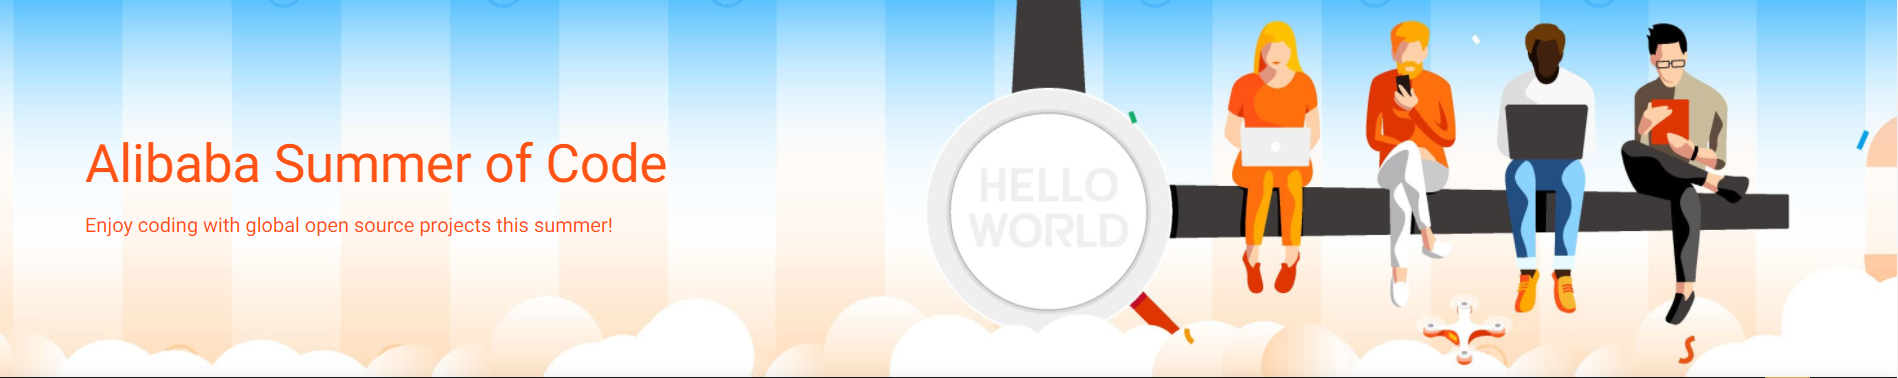 Alibaba Summer of Code
Enjoy coding with global open source projects this summer!
HELLO
WORLD